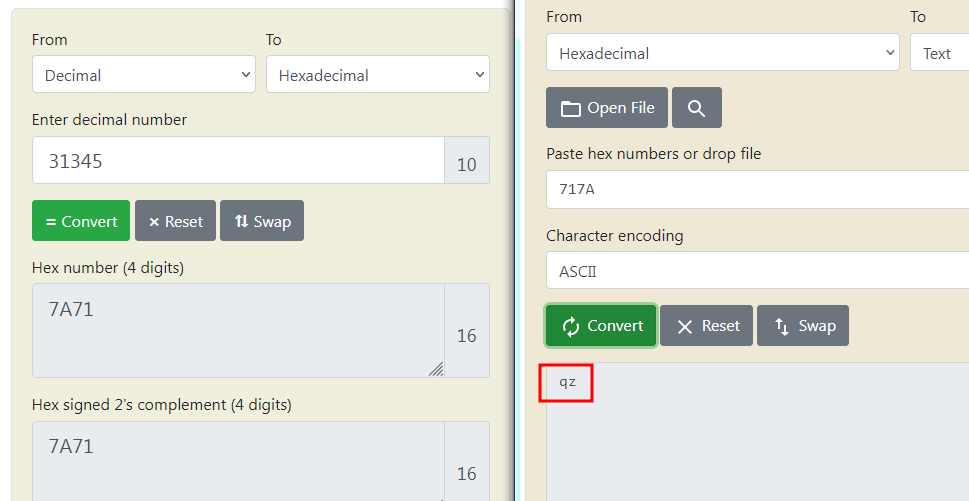 From To
Decimal Hexadecimal
Enter decimal number
31345 10
= Convert × Reset Swap
Hex number (4 digits)
7A71
16
Hex signed 2's complement (4 digits)
7A71
16
From To
Hexadecimal Text
Open File
Paste hex numbers or drop file
717A
Character encoding
ASCII
Convert Reset Swap
qz